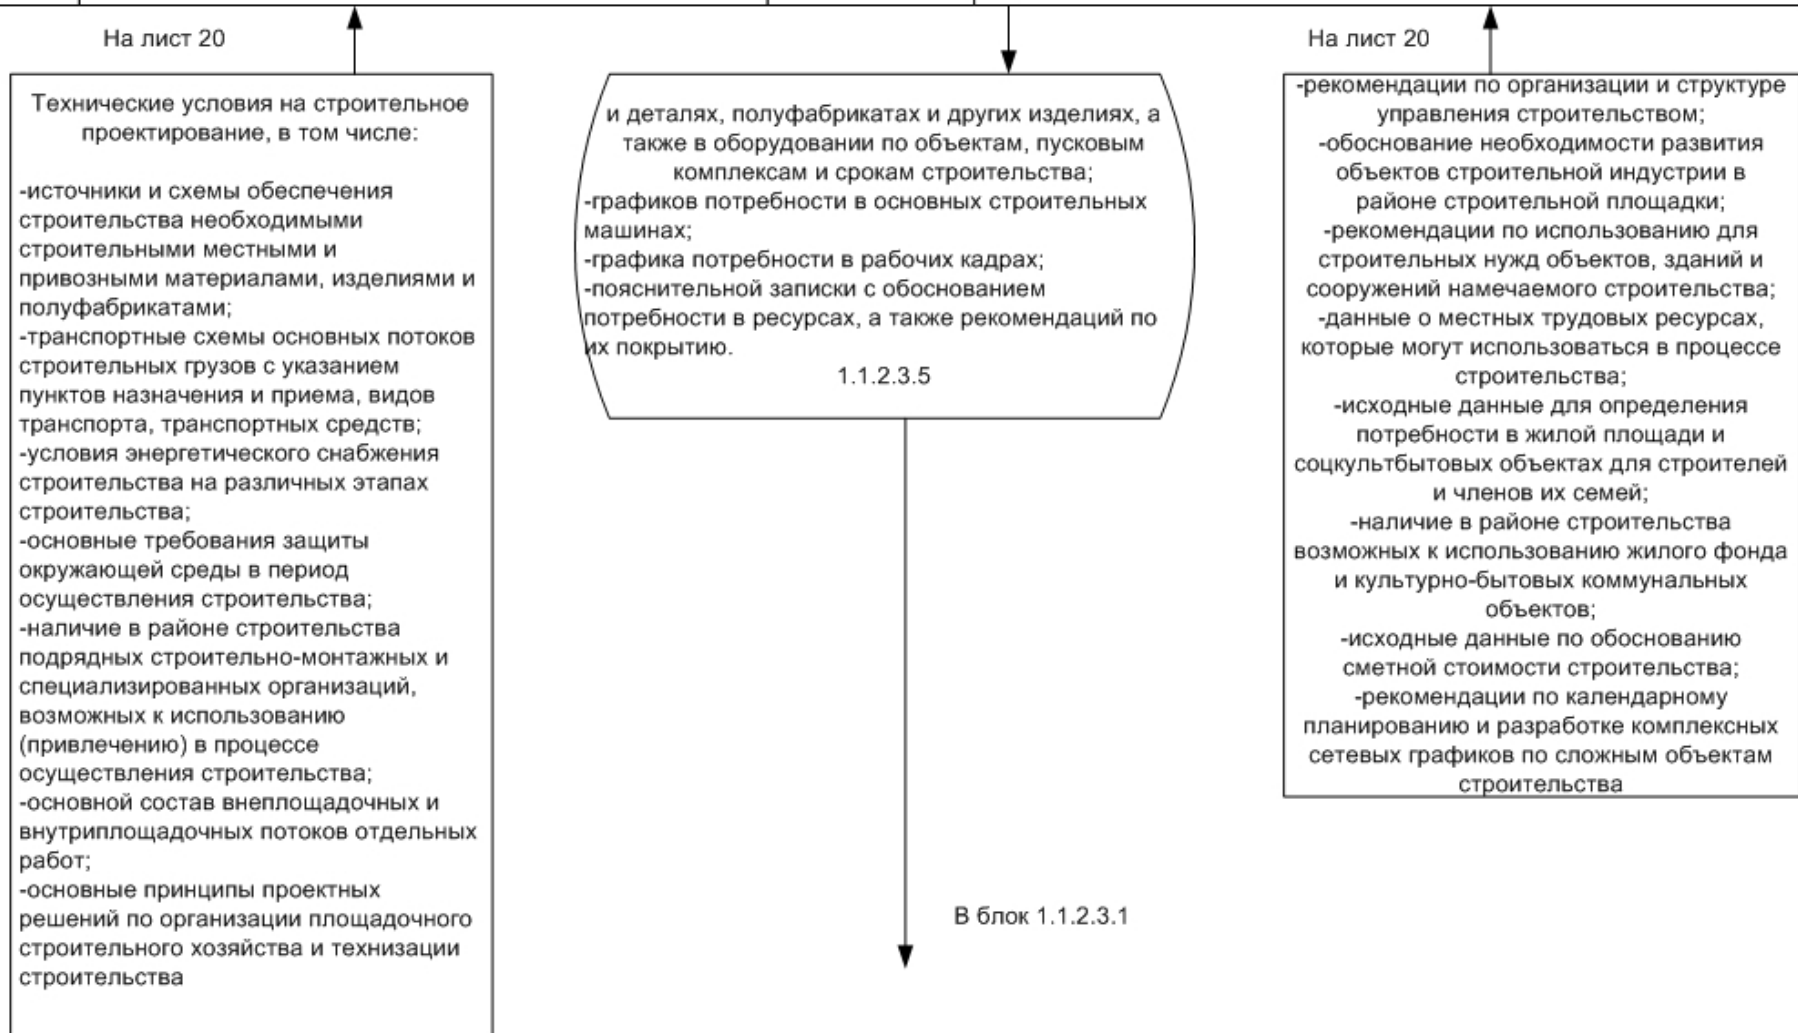 На лист 20
Технические условия на строительное
проектирование, в том числе:
-источники и схемы обеспечения
строительства необходимыми
строительными местными и
привозными материалами, изделиями и
полуфабрикатами;
-транспортные схемы основных потоков
строительных грузов с указанием
пунктов назначения и приема, видов
транспорта, транспортных средств;
-условия энергетического снабжения
строительства на различных этапах
строительства;
-основные требования защиты
окружающей среды в период
осуществления строительства;
-наличие в районе строительства
подрядных строительно-монтажных и
специализированных организаций,
возможных к использованию
(привлечению) в процессе
осуществления строительства;
-основной состав внеплощадочных и
внутриплощадочных потоков отдельных
работ;
-основные принципы проектных
решений по организации площадочного
строительного хозяйства и технизации
строительства
и деталях, полуфабрикатах и других изделиях, а
также в оборудовании по объектам, пусковым
комплексам и срокам строительства;
-графиков потребности в основных строительных
машинах;
-графика потребности в рабочих кадрах;
-пояснительной записки с обоснованием
потребности в ресурсах, а также рекомендаций по
их покрытию.
1.1.2.3.5
В блок 1.1.2.3.1
На лист 20
-рекомендации по организации и структуре
управления строительством;
-обоснование необходимости развития
объектов строительной индустрии в
районе строительной площадки;
-рекомендации по использованию для
строительных нужд объектов, зданий и
сооружений намечаемого строительства;
-данные о местных трудовых ресурсах,
которые могут использоваться в процессе
строительства;
-исходные данные для определения
потребности в жилой площади и
соцкультбытовых объектах для строителей
и членов их семей;
-наличие в районе строительства
возможных к использованию жилого фонда
и культурно-бытовых коммунальных
объектов;
-исходные данные по обоснованию
сметной стоимости строительства;
-рекомендации по календарному
планированию и разработке комплексных
сетевых графиков по сложным объектам
строительства